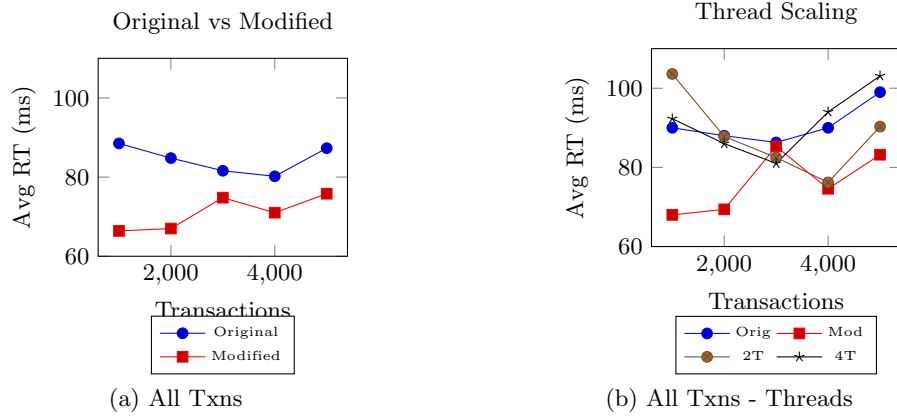 Original vs Modified
100
80
60
Avg RT (ms)
2,000
4,000
Transactions
Original
Modified
(a) All Txns
Thread Scaling
100
80
60
Avg RT (ms)
2,000
4,000
Transactions
Orig
Mod
2T
4T
(b) All Txns - Threads